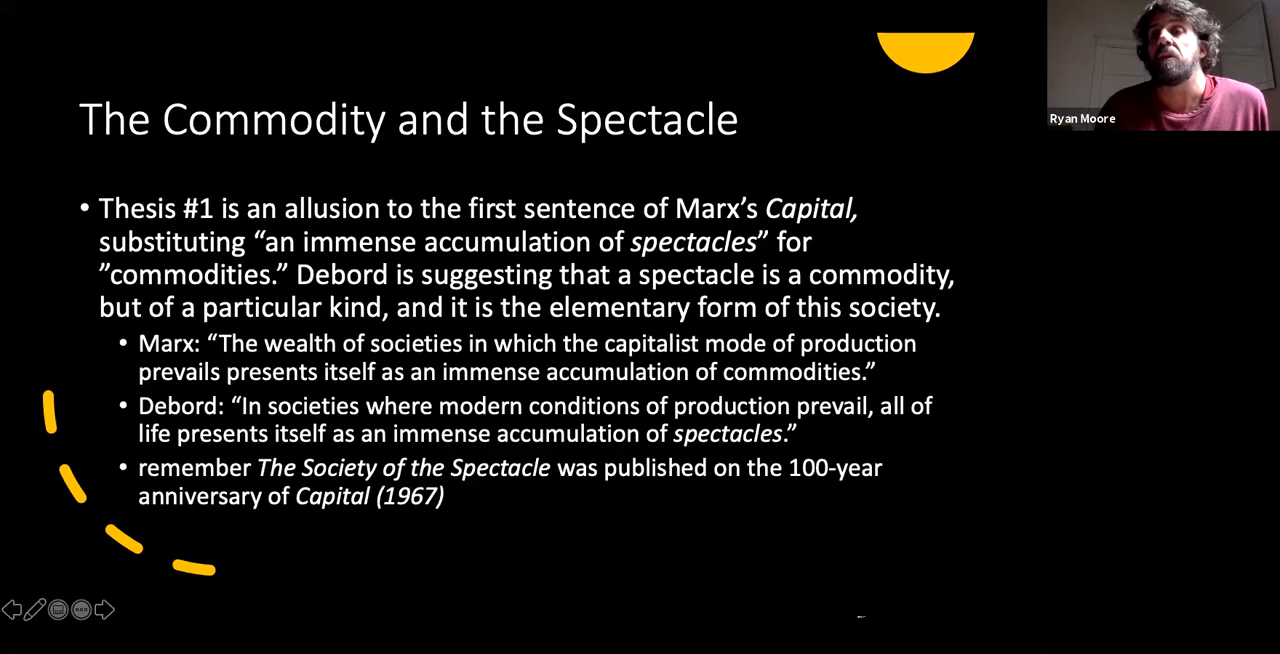 The Commodity and the Spectacle
• Thesis #1 is an allusion to the first sentence of Marx’s Capital,
substituting “an immense accumulation of spectacles” for
”commodities.” Debord is suggesting that a spectacle is a commodity,
but of a particular kind, and it is the elementary form of this society.
• Marx: “The wealth of societies in which the capitalist mode of production
prevails presents itself as an immense accumulation of commodities.”
• Debord: “In societies where modern conditions of production prevail, all of
life presents itself as an immense accumulation of spectacles.”
• remember The Society of the Spectacle was published on the 100-year
anniversary of Capital (1967)
Ryan Moore